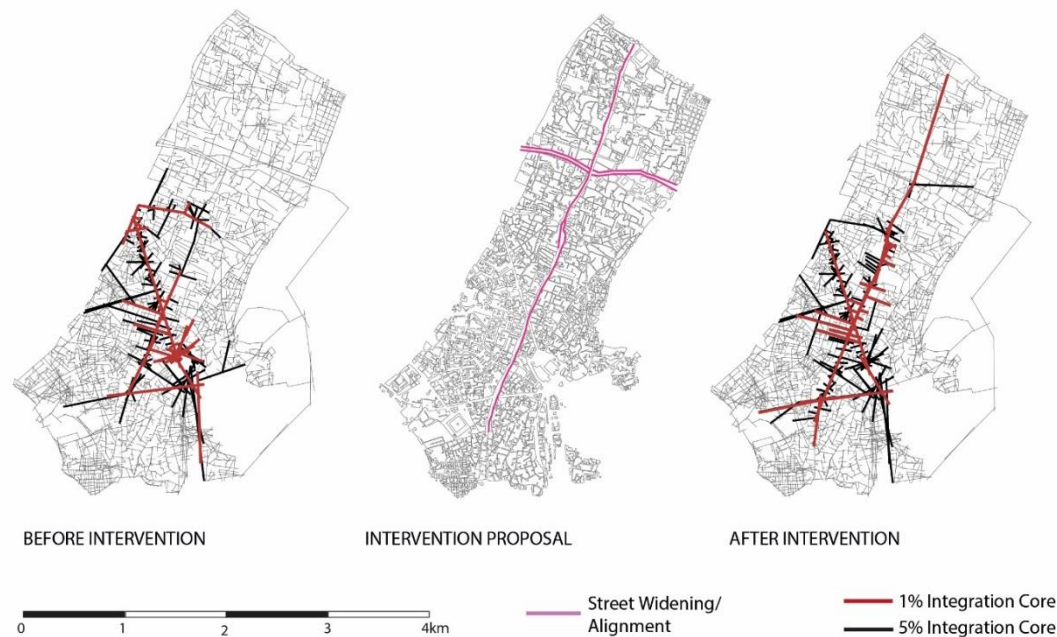 BEFORE INTERVENTION
INTERVENTION PROPOSAL
AFTER INTERVENTION
0 1 2 3 4km
Street Widening/
Alignment
1% Integration Core
5% Integration Core